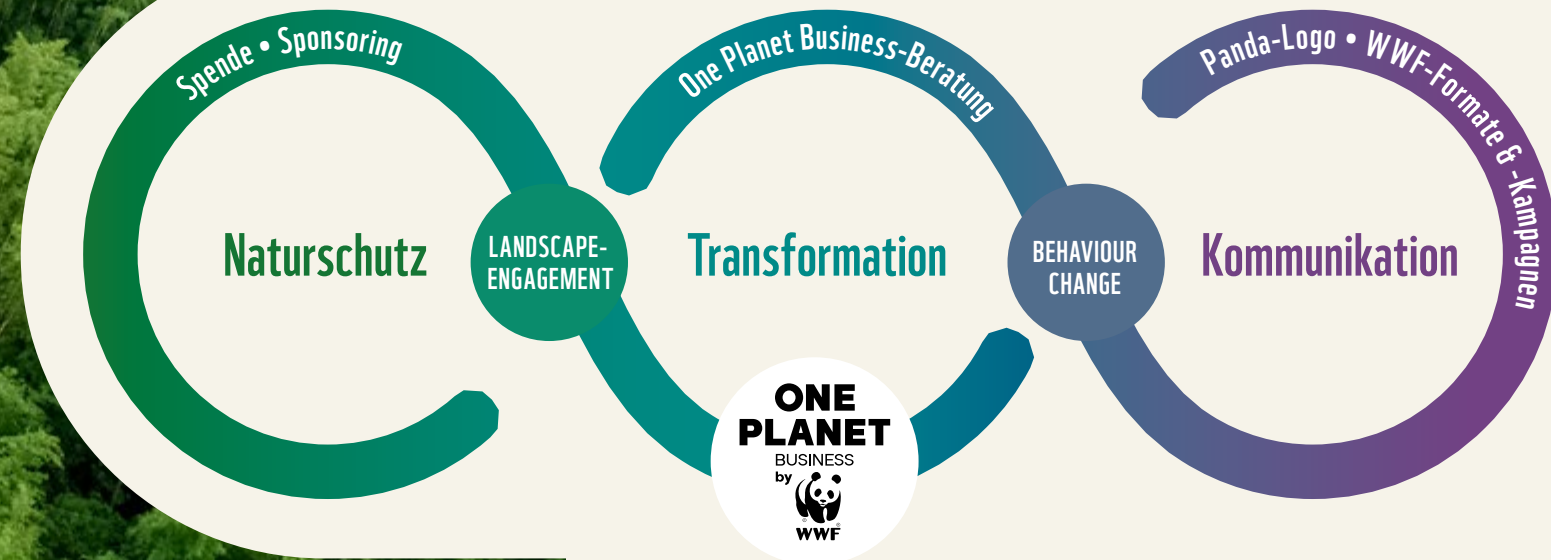 Spende • Sponsoring
One Planet Business-Beratung
Panda-Logo • WWF-Formate & -Kampagnen
Naturschutz
LANDSCAPE-
ENGAGEMENT
Transformation
BEHAVIOUR
CHANGE
Kommunikation
ONE
PLANET
BUSINESS
by
WWF